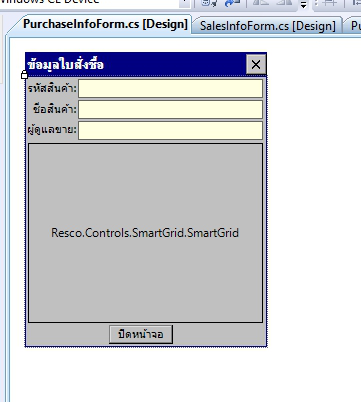 Windows CE Device
PurchaseInfoForm.cs [Design] SalesInfoForm.cs [Design]
ข้อมูลใบสั่งซื้อ
รหัสสินค้า:
ชื่อสินค้า:
ผู้ดูแลขาย:
Resco.Controls.SmartGrid.SmartGrid
ปิดหน้าจอ